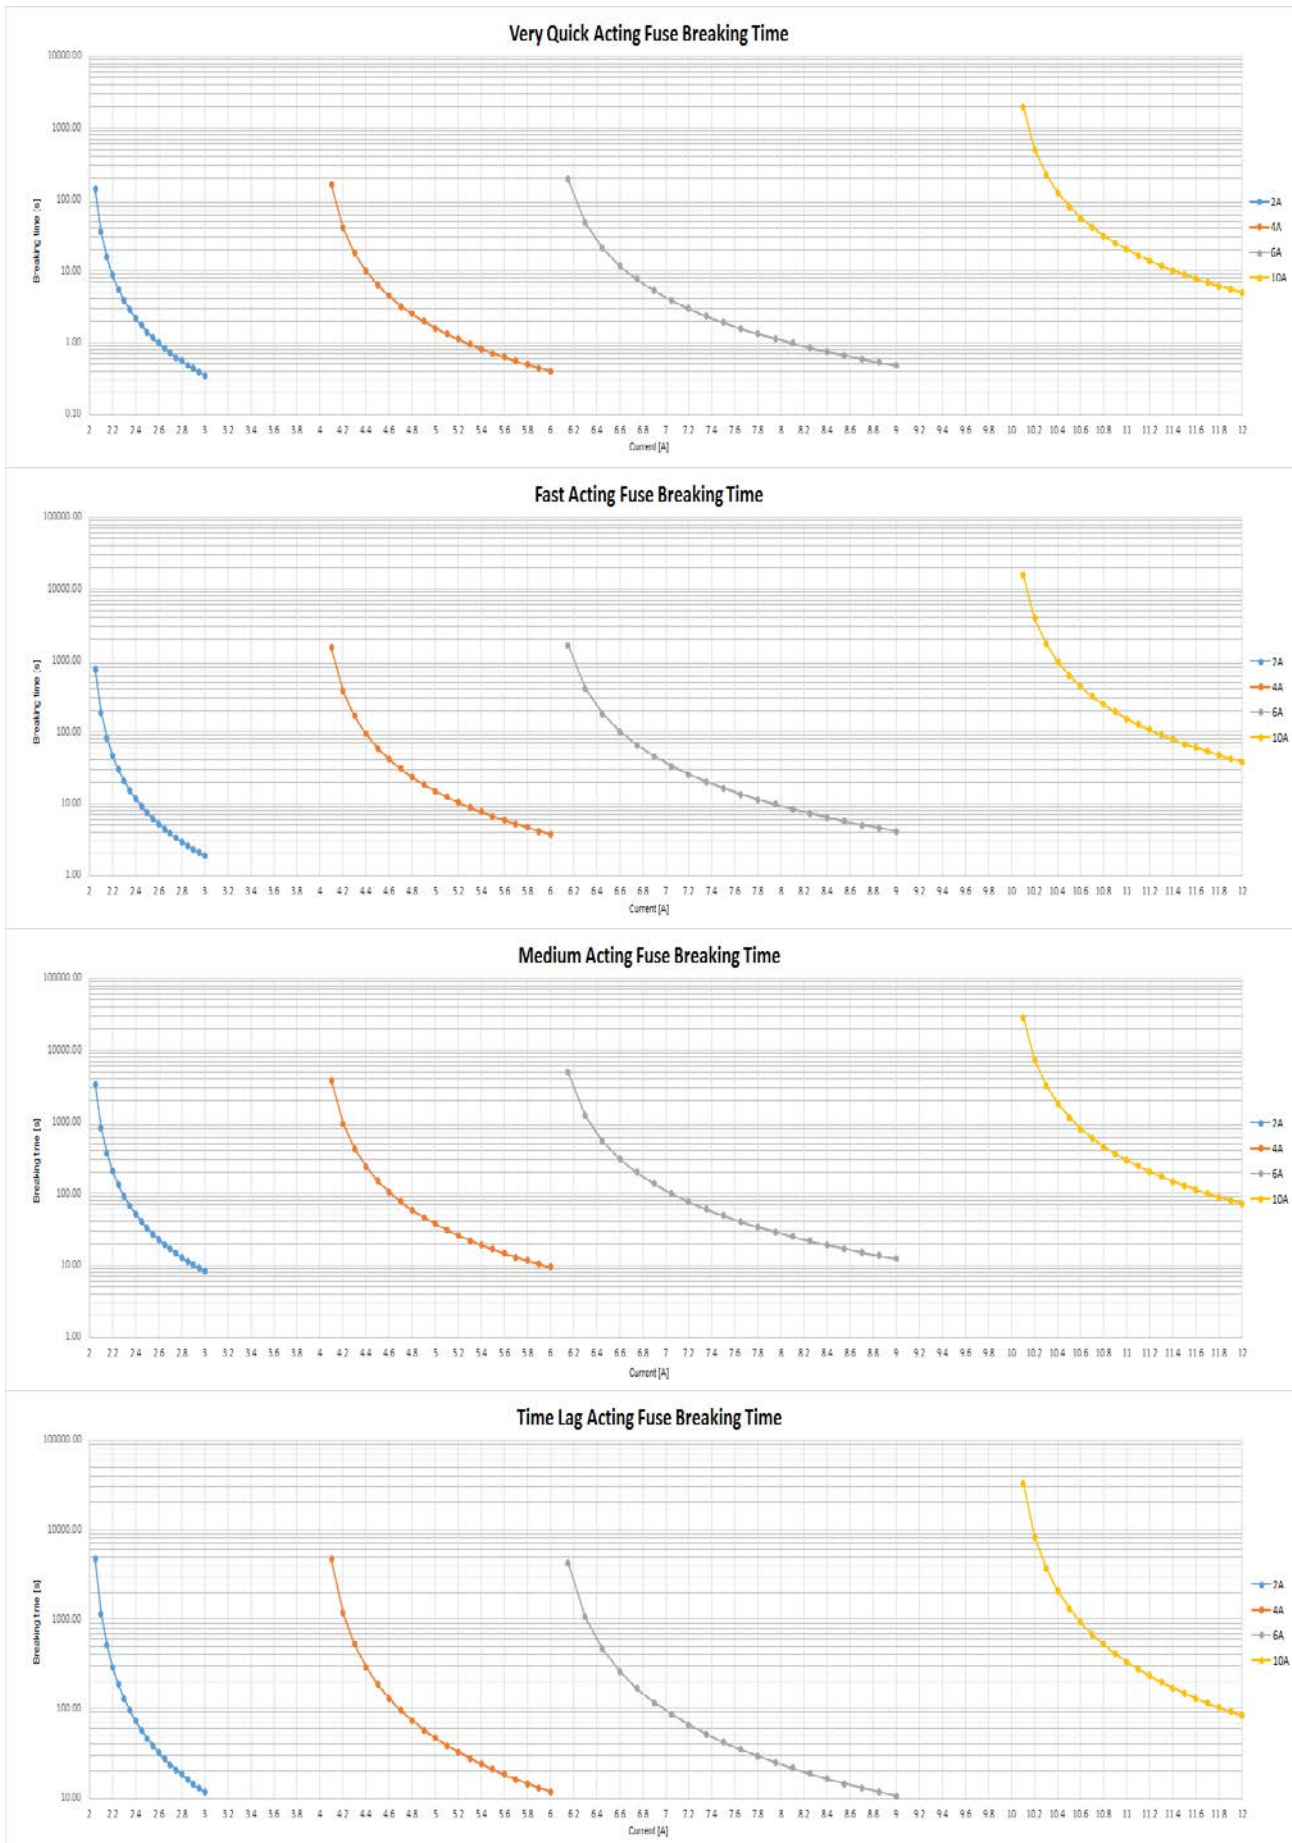 Very Quick Acting Fuse Breaking Time
10000.00
1000.00
100.00
10.00
1.00
0.10
Breaking time [s]
2 2.2 2.4 2.6 2.8 3 3.2 3.4 3.6 3.8 4 4.2 4.4 4.6 4.8 5 5.2 5.4 5.6 5.8 6 6.2 6.4 6.6 6.8 7 7.2 7.4 7.6 7.8 8 8.2 8.4 8.6 8.8 9 9.2 9.4 9.6 9.8 10 10.2 10.4 10.6 10.8 11 11.2 11.4 11.6 11.8 12
Current [A]
2A
4A
6A
10A
Fast Acting Fuse Breaking Time
100000.00
10000.00
1000.00
100.00
10.00
1.00
Breaking time [s]
2 2.2 2.4 2.6 2.8 3 3.2 3.4 3.6 3.8 4 4.2 4.4 4.6 4.8 5 5.2 5.4 5.6 5.8 6 6.2 6.4 6.6 6.8 7 7.2 7.4 7.6 7.8 8 8.2 8.4 8.6 8.8 9 9.2 9.4 9.6 9.8 10 10.2 10.4 10.6 10.8 11 11.2 11.4 11.6 11.8 12
Current [A]
2A
4A
6A
10A
Medium Acting Fuse Breaking Time
100000.00
10000.00
1000.00
100.00
10.00
1.00
Breaking time [s]
2 2.2 2.4 2.6 2.8 3 3.2 3.4 3.6 3.8 4 4.2 4.4 4.6 4.8 5 5.2 5.4 5.6 5.8 6 6.2 6.4 6.6 6.8 7 7.2 7.4 7.6 7.8 8 8.2 8.4 8.6 8.8 9 9.2 9.4 9.6 9.8 10 10.2 10.4 10.6 10.8 11 11.2 11.4 11.6 11.8 12
Current [A]
2A
4A
6A
10A
Time Lag Acting Fuse Breaking Time
100000.00
10000.00
1000.00
100.00
10.00
Breaking time [s]
2 2.2 2.4 2.6 2.8 3 3.2 3.4 3.6 3.8 4 4.2 4.4 4.6 4.8 5 5.2 5.4 5.6 5.8 6 6.2 6.4 6.6 6.8 7 7.2 7.4 7.6 7.8 8 8.2 8.4 8.6 8.8 9 9.2 9.4 9.6 9.8 10 10.2 10.4 10.6 10.8 11 11.2 11.4 11.6 11.8 12
Current [A]
2A
4A
6A
10A